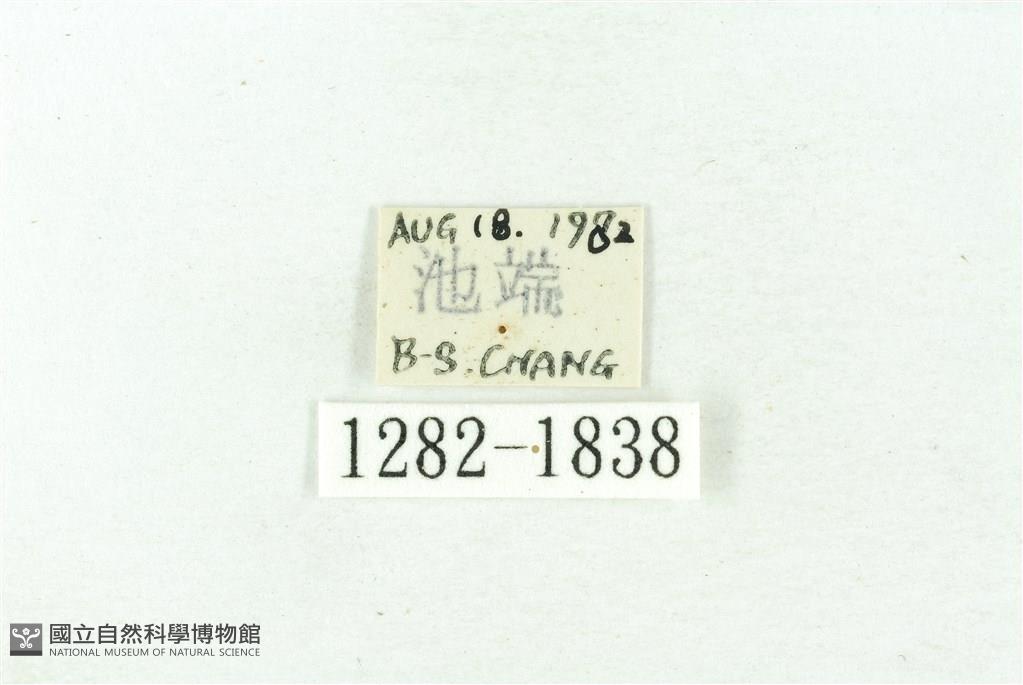 AUG 18. 1982
池端
B-S. CHANG
1282-1838
國立自然科學博物館
NATIONAL MUSEUM OF NATURAL SCIENCE